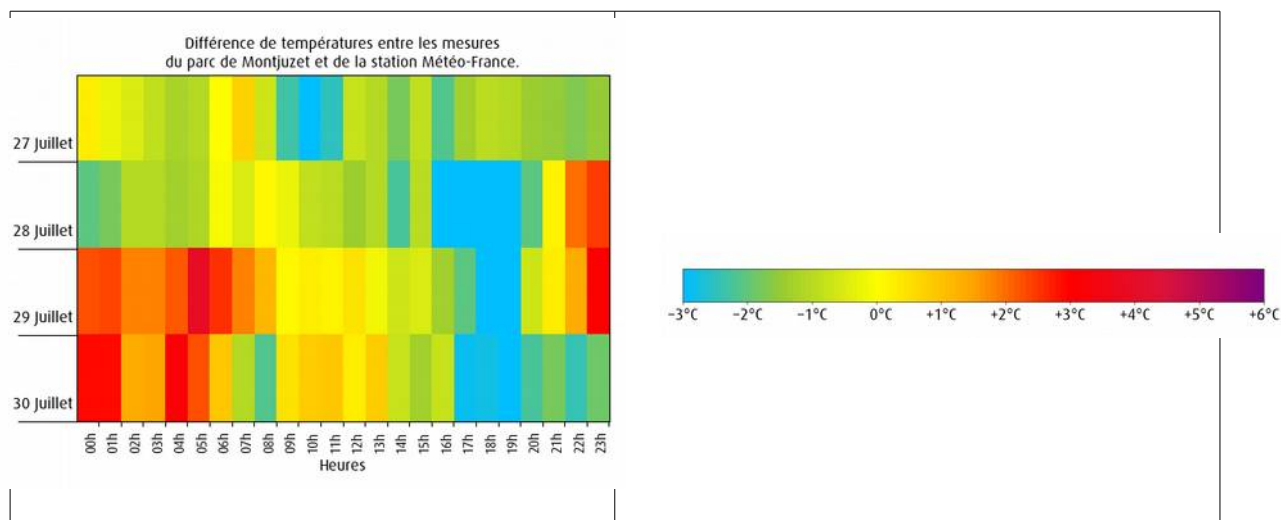 Différence de températures entre les mesures
du parc de Montjuzet et de la station Météo-France.
27 Juillet
28 Juillet
29 Juillet
30 Juillet
00h 01h 02h 03h 04h 05h 06h 07h 08h 09h 10h 11h 12h 13h 14h 15h 16h 17h 18h 19h 20h 21h 22h 23h
Heures
-3°C -2°C -1°C 0°C +1°C +2°C +3°C +4°C +5°C +6°C